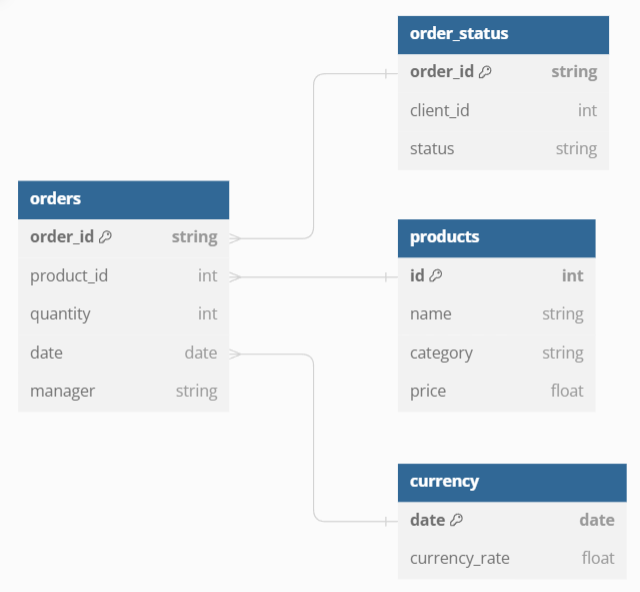 order_status
order_id string
client_id int
status string
orders
order_id string
product_id int
quantity int
date date
manager string
products
id int
name string
category string
price float
currency
date date
currency_rate float